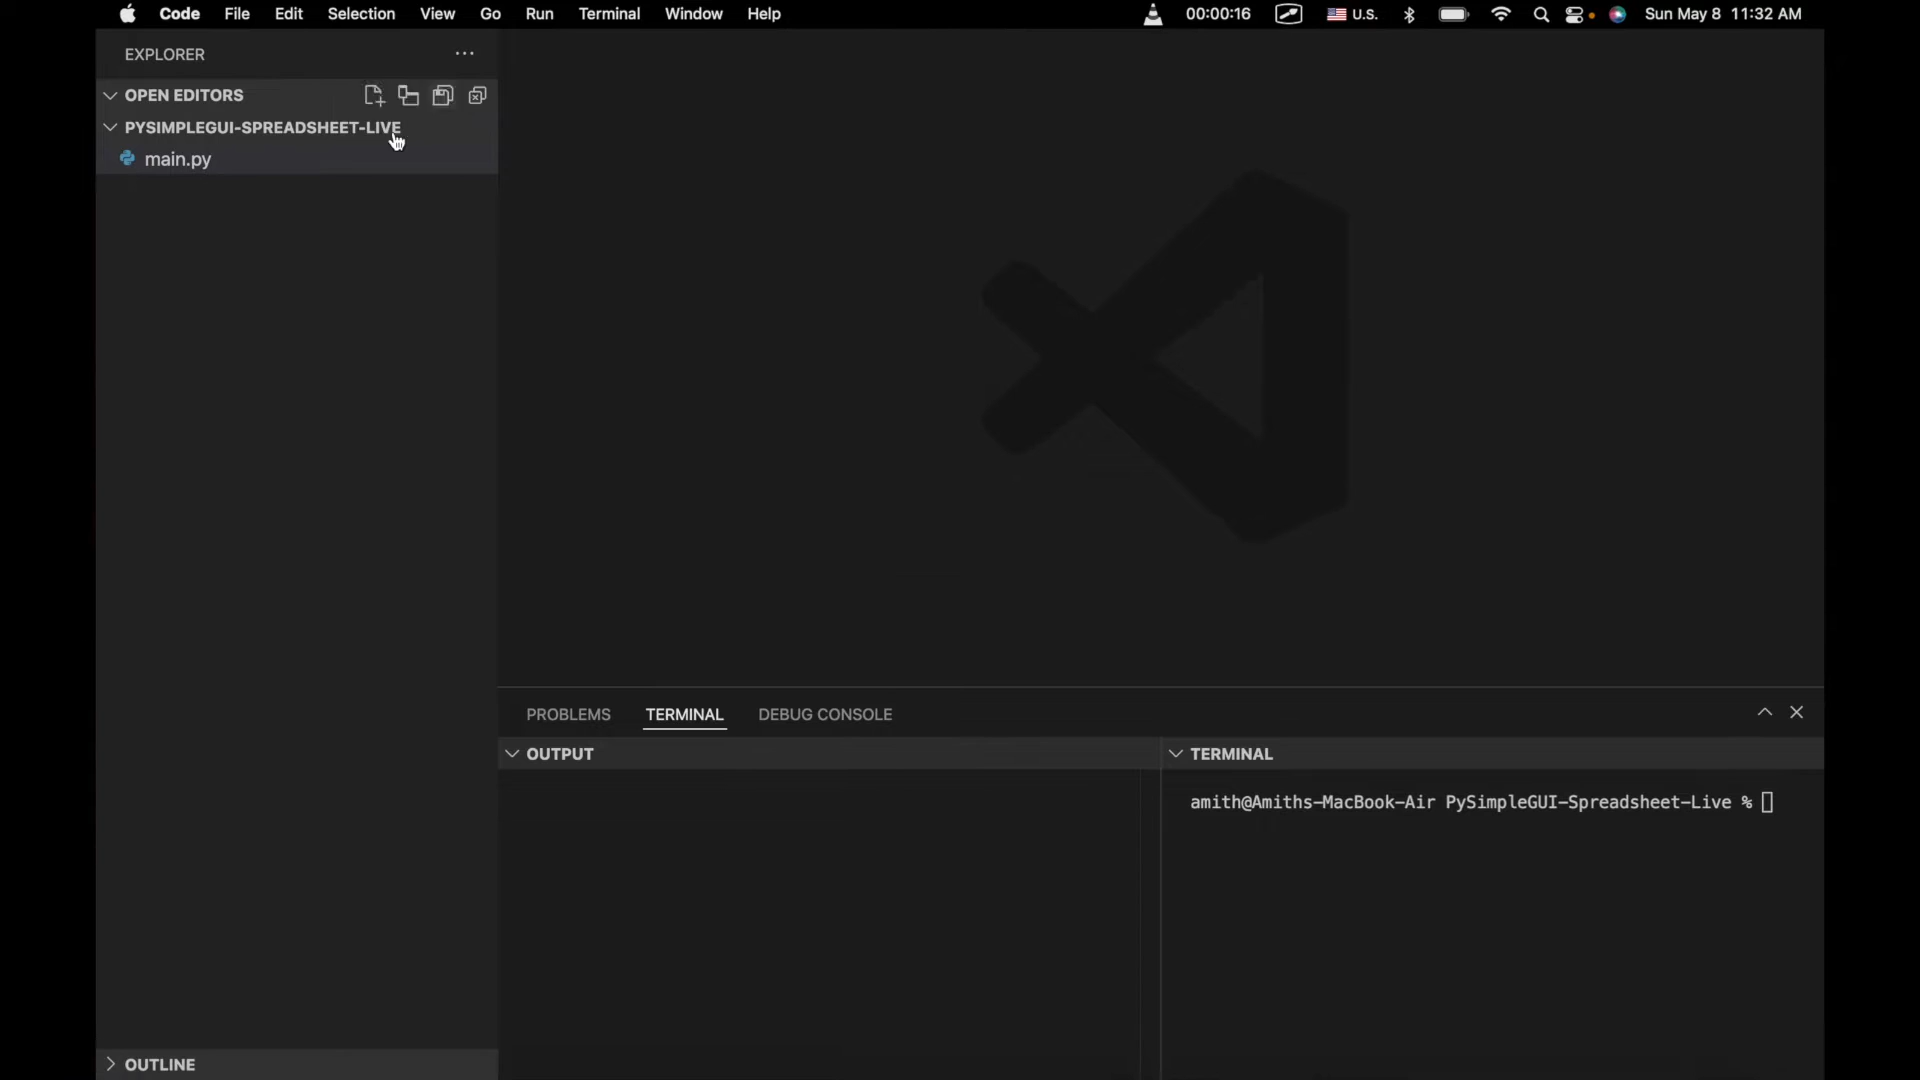 Code File Edit Selection View Go Run Terminal Window Help 00:00:16 U.S. Sun May 8 11:32 AM
EXPLORER
OPEN EDITORS
PYSIMPLEGUI-SPREADSHEET-LIVE
main.py
PROBLEMS TERMINAL DEBUG CONSOLE
OUTPUT
TERMINAL
amith@Amiths-MacBook-Air PySimpleGUI-Spreadsheet-Live %
OUTLINE